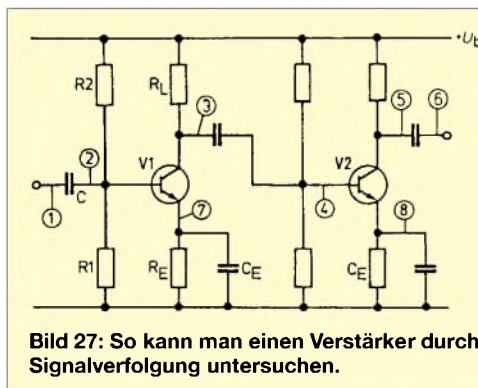 +Ub
R2
RL
3
5
6
2
V1
V2
1
C
7
4
8
R1
RE
CE
CE
Bild 27: So kann man einen Verstärker durch
Signalverfolgung untersuchen.